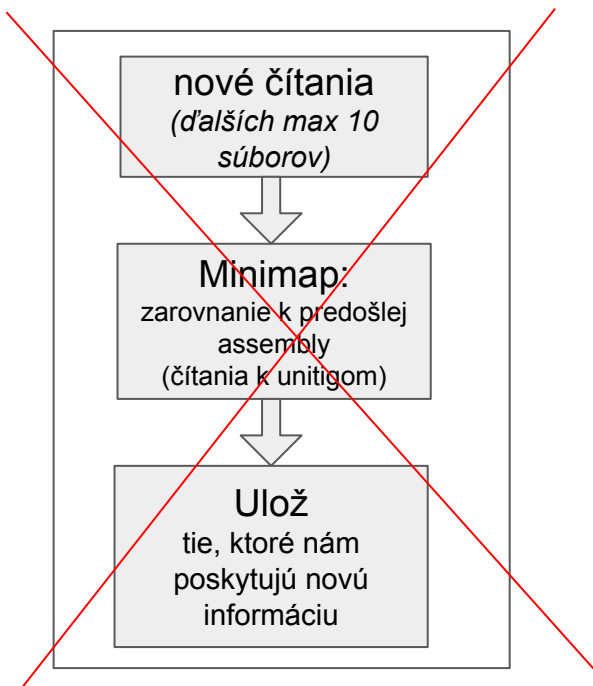 nové čítania
(ďalších max 10
súborov)
Minimap:
zarovnanie k predošlej
assembly
(čítania k unitigom)
Ulož
tie, ktoré nám
poskytujú novú
informáciu